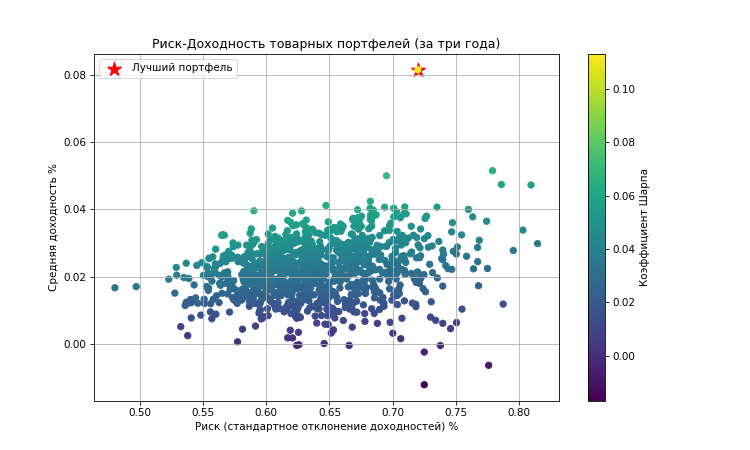 Риск-Доходность товарных портфелей (за три года)
Лучший портфель
Средняя доходность %
0.08
0.06
0.04
0.02
0.00
0.50 0.55 0.60 0.65 0.70 0.75 0.80
Риск (стандартное отклонение доходностей) %
0.10
0.08
0.06
0.04
0.02
0.00
Коэффициент Шарпа